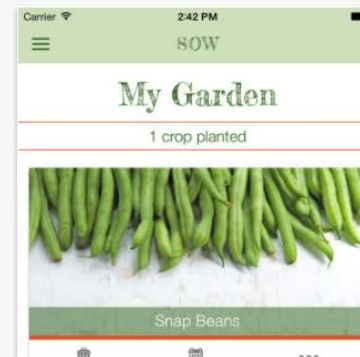 Carrier 2:42 PM
SOW
My Garden
1 crop planted
Snap Beans